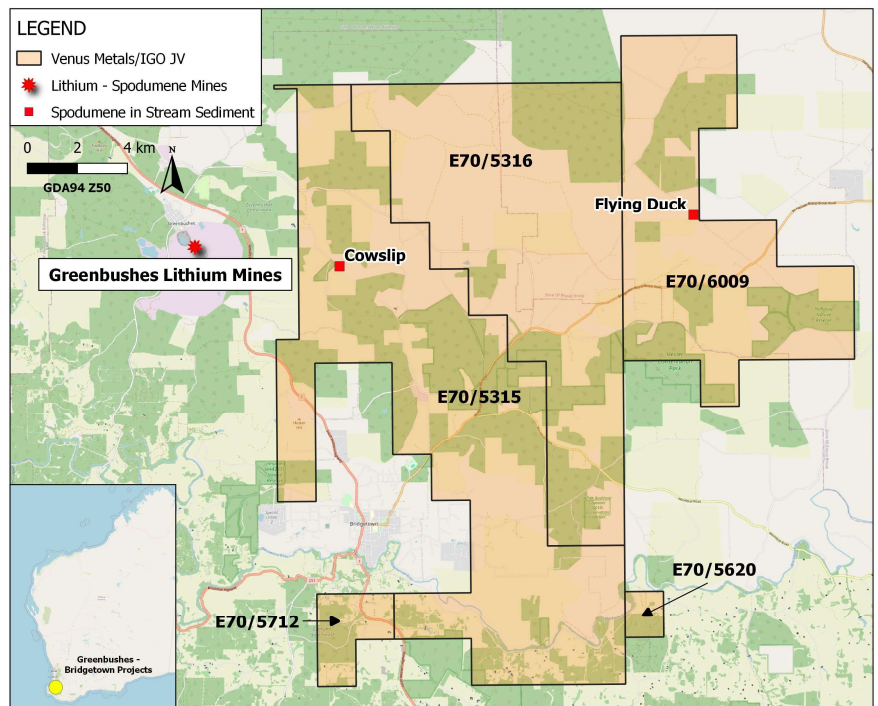 LEGEND
Venus Metals/IGO JV
Lithium - Spodumene Mines
Spodumene in Stream Sediment
0 2 4 km
N
GDA94 Z50
E70/5316
Flying Duck
Greenbushes
Cowslip
Greenbushes Lithium Mines
E70/6009
E70/5315
Bridgetown
E70/5620
E70/5712
Greenbushes -
Bridgetown Projects